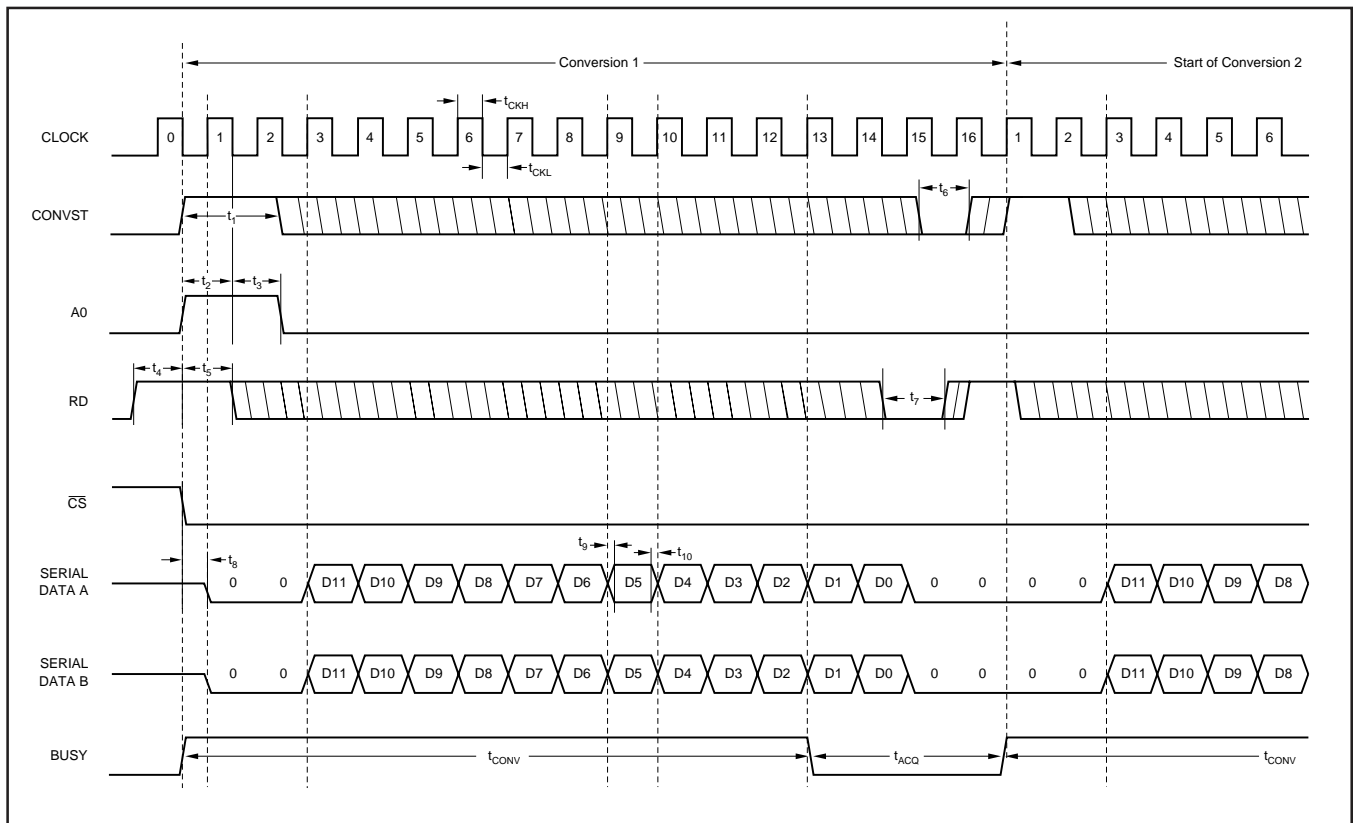 Conversion 1 Start of Conversion 2
tCKH
CLOCK 0 1 2 3 4 5 6 7 8 9 10 11 12 13 14 15 16 1 2 3 4 5 6
tCKL
CONVST t1 t6
t2 t3
A0
t4 t5
RD t7
CS
t8 t9 t10
SERIAL DATA A 0 0 D11 D10 D9 D8 D7 D6 D5 D4 D3 D2 D1 D0 0 0 0 0 D11 D10 D9 D8
SERIAL DATA B 0 0 D11 D10 D9 D8 D7 D6 D5 D4 D3 D2 D1 D0 0 0 0 0 D11 D10 D9 D8
BUSY tCONV tACQ tCONV